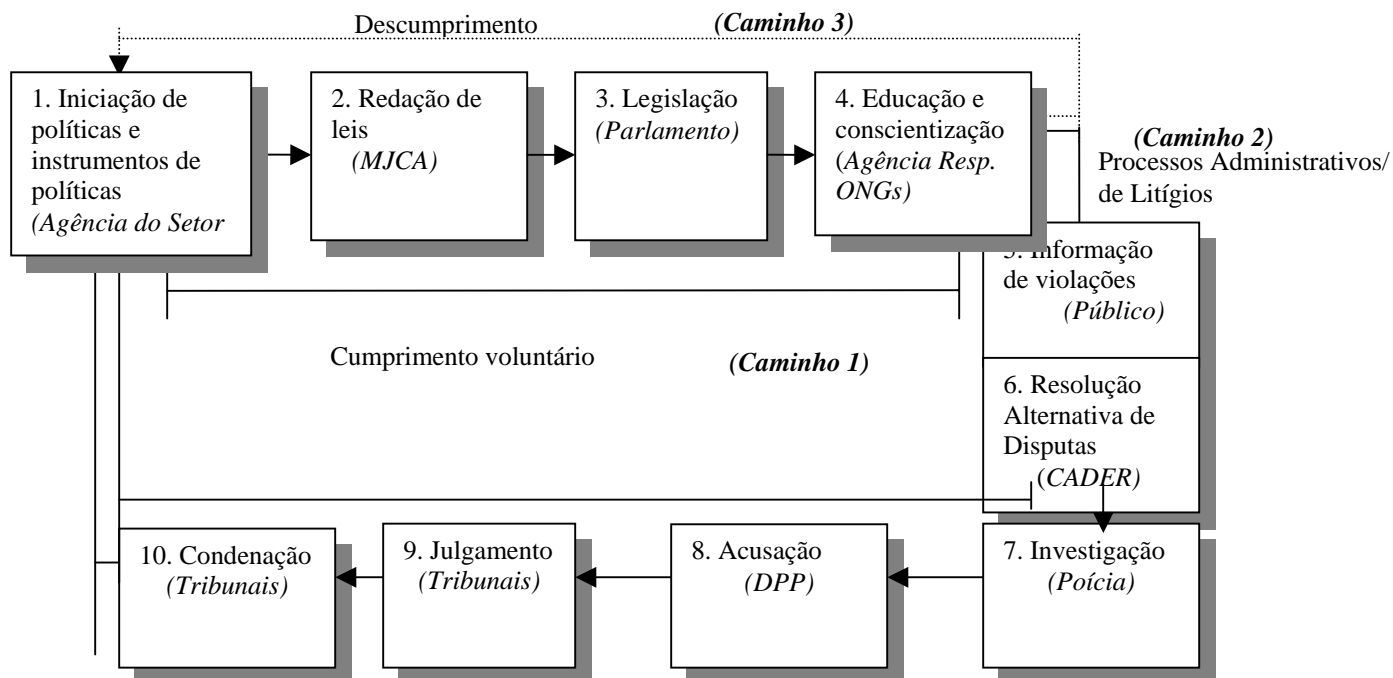 Descumprimento (Caminho 3)
1. Iniciação de
políticas e
instrumentos de
políticas
(Agência do Setor
2. Redação de
leis
(MJCA)
3. Legislação
(Parlamento)
4. Educação e
conscientização
(Agência Resp.
ONGs)
(Caminho 2)
Processos Administrativos/
de Litígios
5. Informação
de violações
(Público)
Cumprimento voluntário (Caminho 1)
6. Resolução
Alternativa de
Disputas
(CADER)
10. Condenação
(Tribunais)
9. Julgamento
(Tribunais)
8. Acusação
(DPP)
7. Investigação
(Poícia)